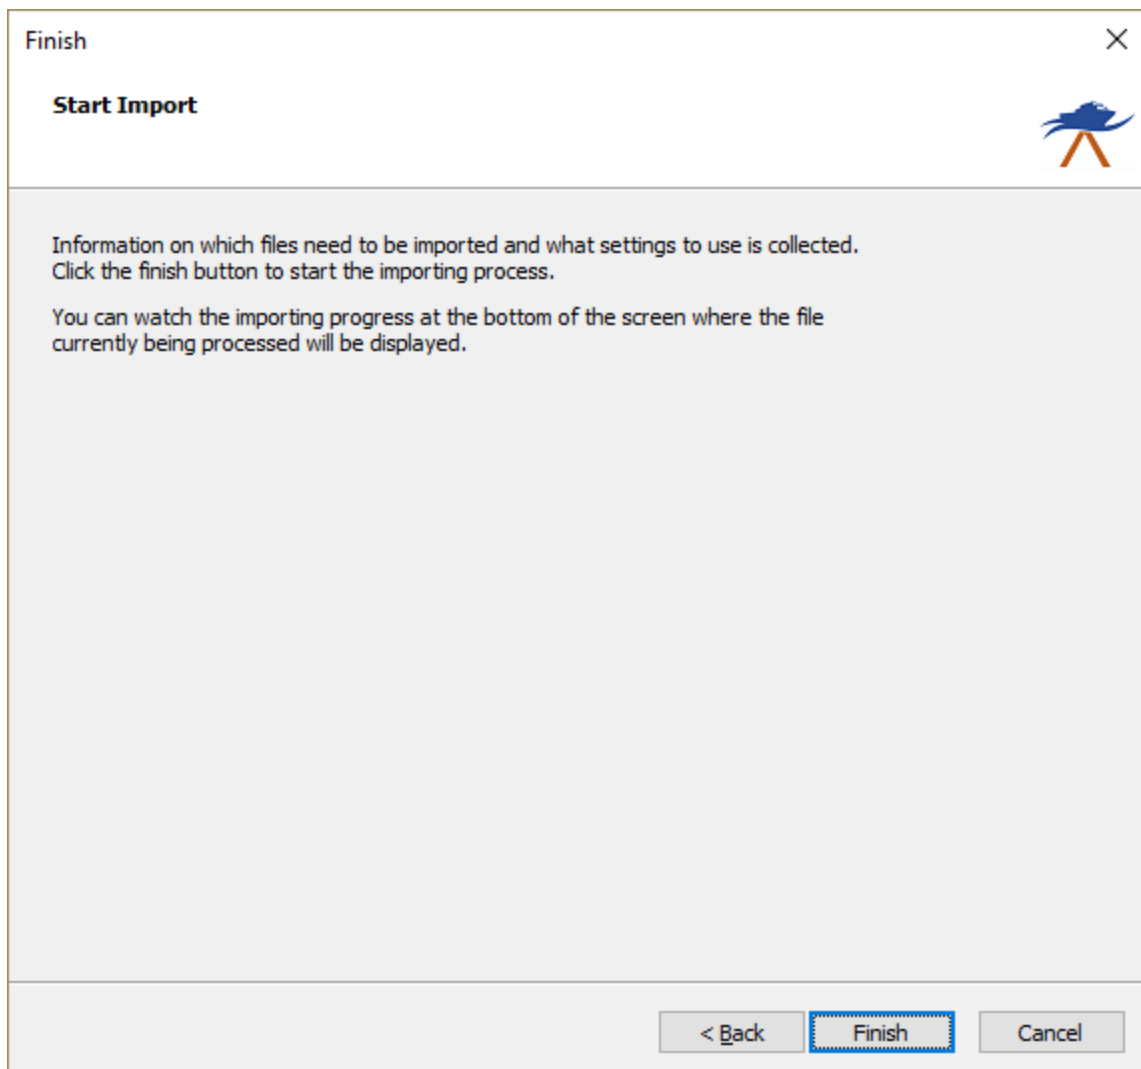 Finish
Start Import
Information on which files need to be imported and what settings to use is collected.
Click the finish button to start the importing process.
You can watch the importing progress at the bottom of the screen where the file
currently being processed will be displayed.
< Back
Finish
Cancel